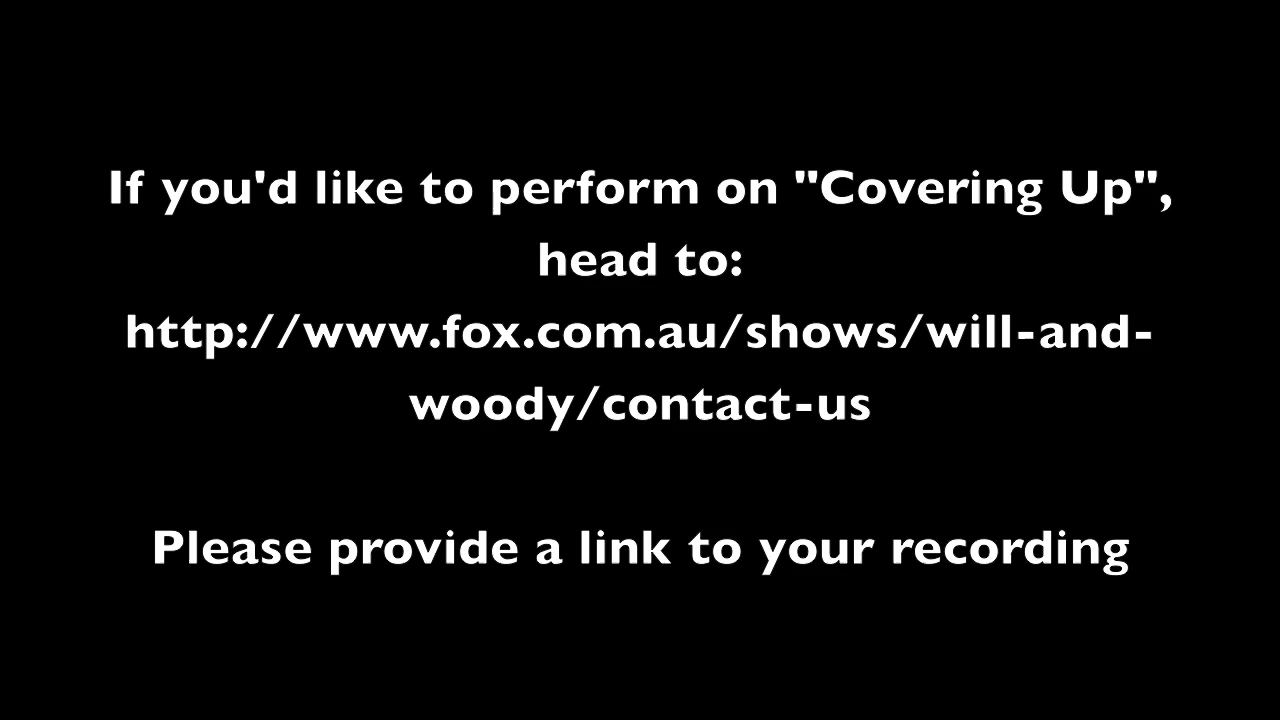 If you'd like to perform on "Covering Up",
head to:
http://www.fox.com.au/shows/will-and-
woody/contact-us
Please provide a link to your recording